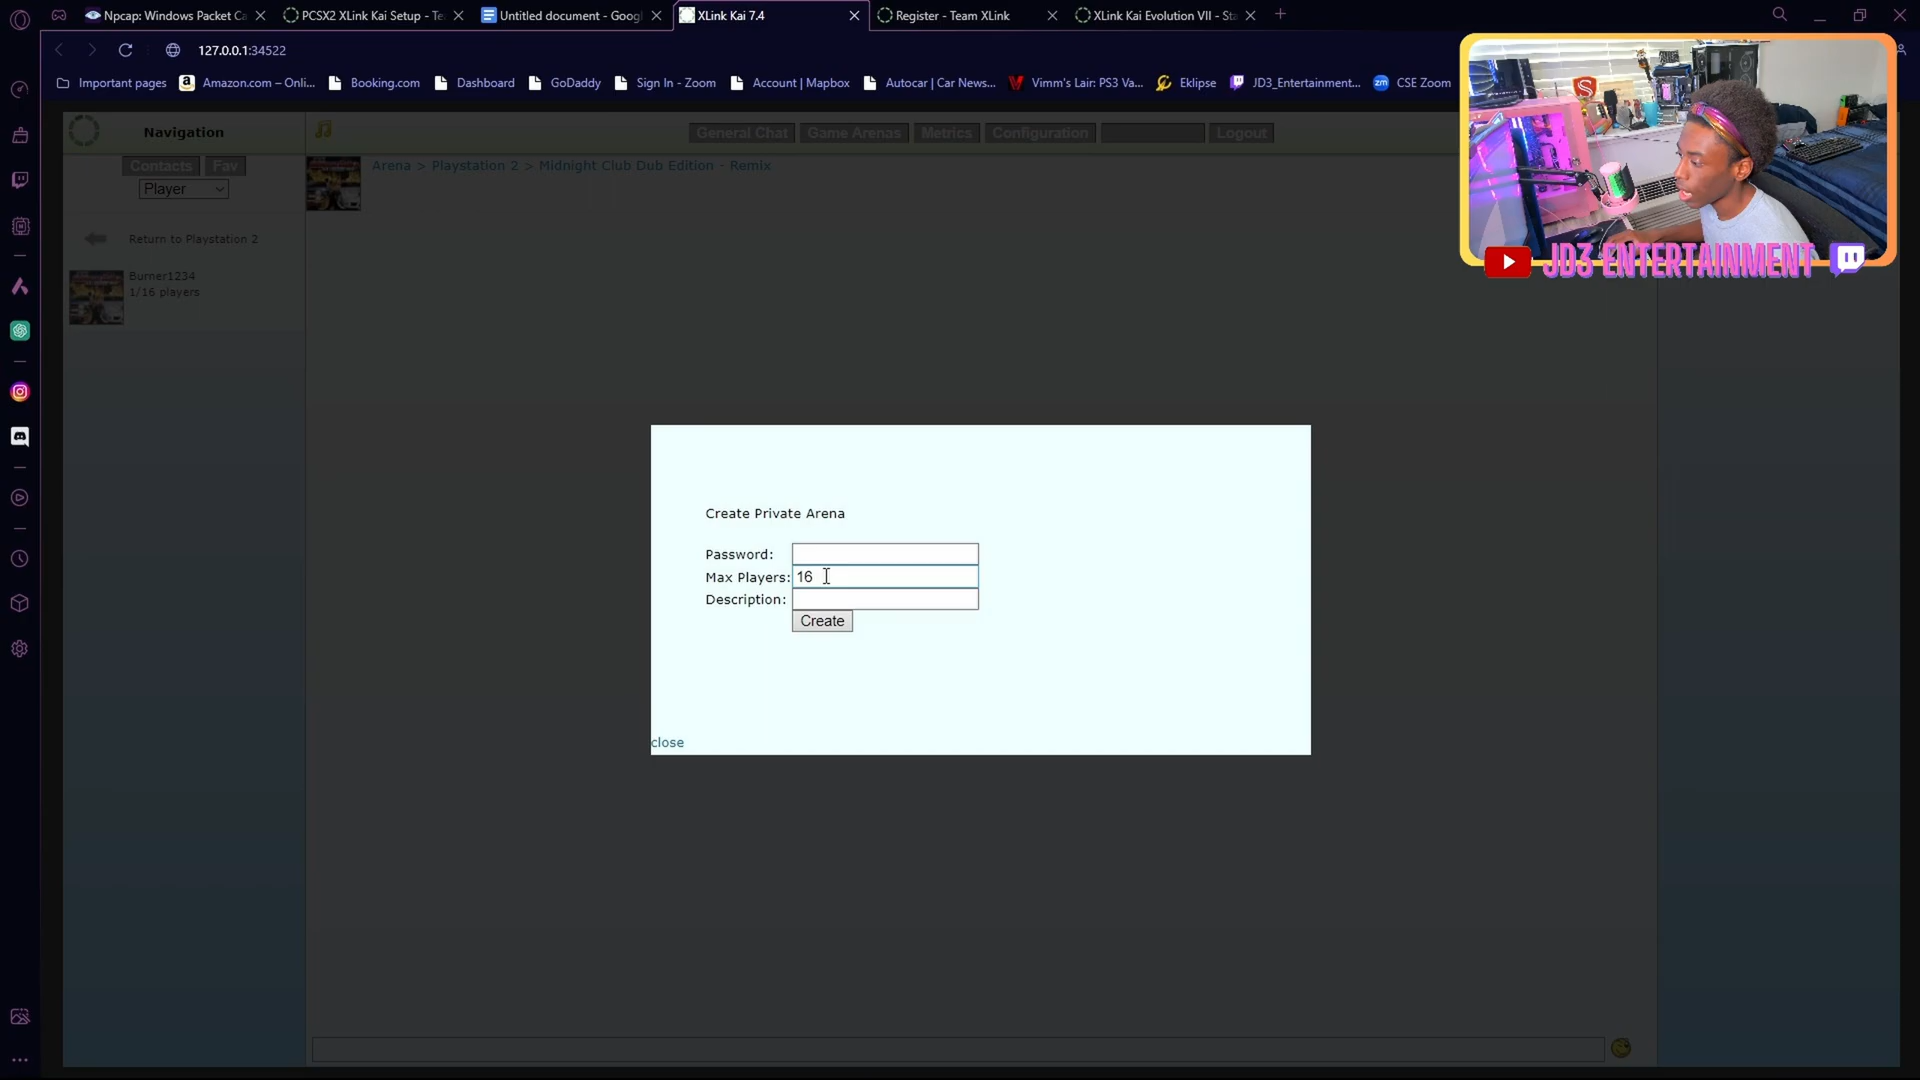 Npcap: Windows Packet Ca
PCSX2 XLink Kai Setup - Te
Untitled document - Googl
XLink Kai 7.4
Register - Team XLink
XLink Kai Evolution VII - Sta
127.0.0.1:34522
Important pages
Amazon.com – Onli...
Booking.com
Dashboard
GoDaddy
Sign In - Zoom
Account | Mapbox
Autocar | Car News...
Vimm's Lair: PS3 Va...
Eklipse
JD3_Entertainment...
CSE Zoom
Navigation
General Chat
Game Arenas
Metrics
Configuration
Logout
Contacts
Fav
Player
Arena > Playstation 2 > Midnight Club Dub Edition - Remix
Return to Playstation 2
Burner1234
1/16 players
JD3 ENTERTAINMENT
Create Private Arena
Password:
Max Players: 16
Description:
Create
close